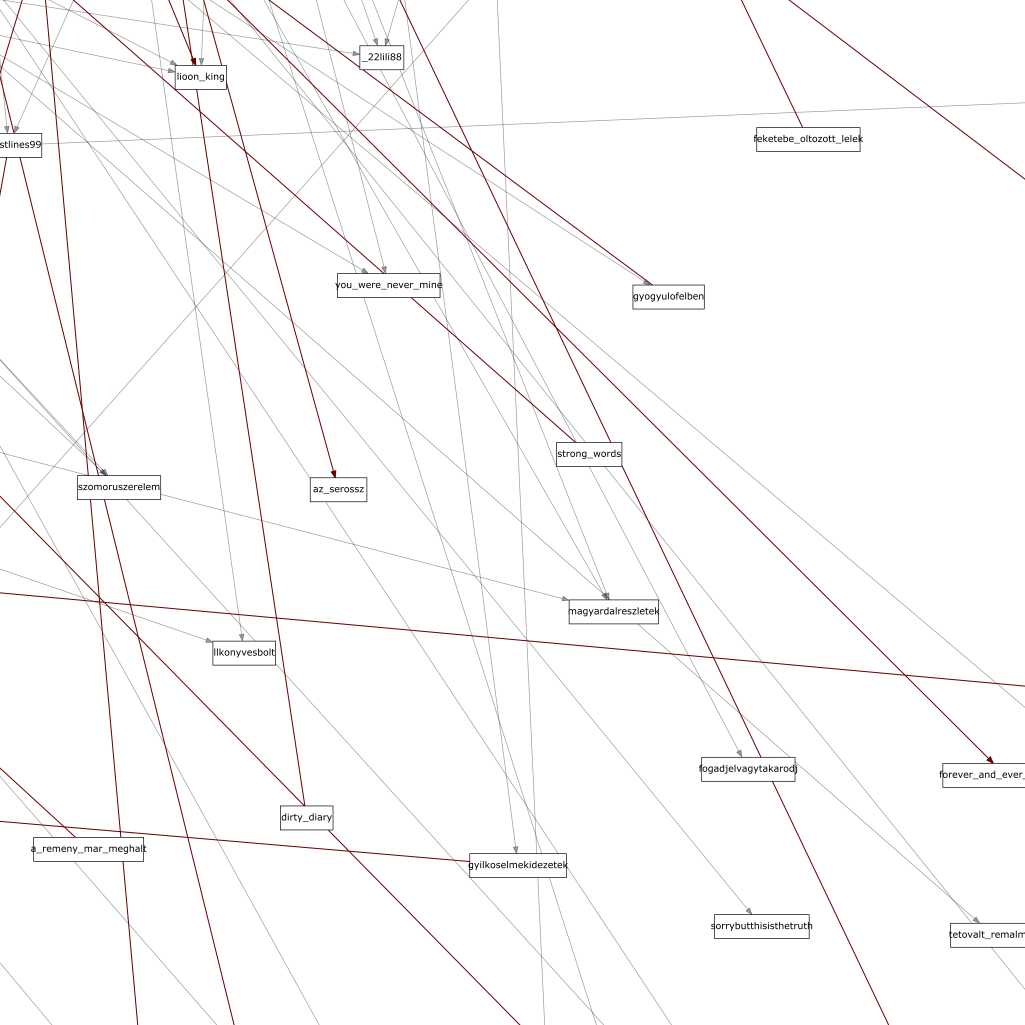 _22lili88
lioon_king
feketebe_oltozott_lelek
stlines99
you_were_never_mine
gyogyulofelben
strong_words
szomoruszerelem
az_serossz
magyardalreszletek
llkonyvesbolt
fogadjelvagytakarodj
forever_and_ever_
dirty_diary
a_remeny_mar_meghalt
gyilkoselmekidezetek
sorrybutthisisthetruth
tetovalt_remalm